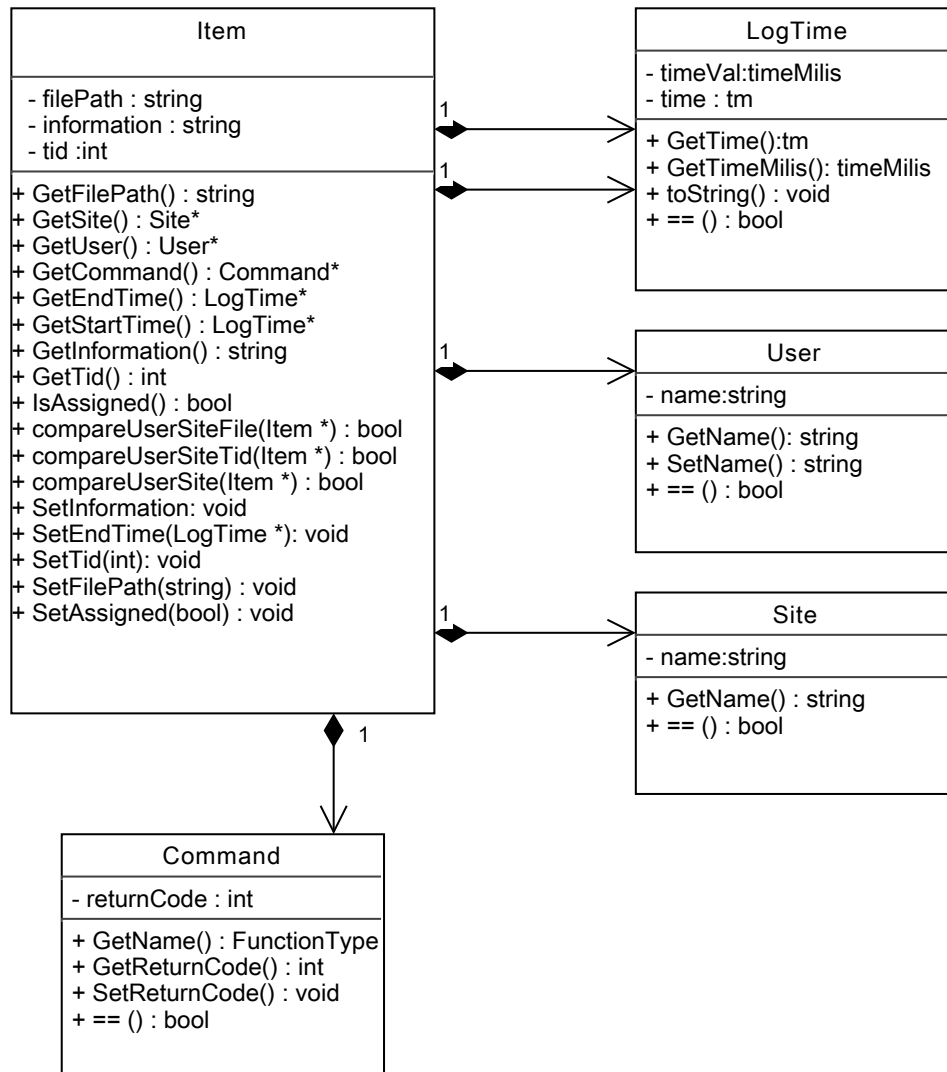 Item
- filePath : string
- information : string
- tid :int
+ GetFilePath() : string
+ GetSite() : Site*
+ GetUser() : User*
+ GetCommand() : Command*
+ GetEndTime() : LogTime*
+ GetStartTime() : LogTime*
+ GetInformation() : string
+ GetTid() : int
+ IsAssigned() : bool
+ compareUserSiteFile(Item *) : bool
+ compareUserSiteTid(Item *) : bool
+ compareUserSite(Item *) : bool
+ SetInformation: void
+ SetEndTime(LogTime *): void
+ SetTid(int): void
+ SetFilePath(string) : void
+ SetAssigned(bool) : void
1
1
1
1
1
LogTime
- timeVal:timeMilis
- time : tm
+ GetTime():tm
+ GetTimeMilis(): timeMilis
+ toString() : void
+ == () : bool
User
- name:string
+ GetName(): string
+ SetName() : string
+ == () : bool
Site
- name:string
+ GetName() : string
+ == () : bool
Command
- returnCode : int
+ GetName() : FunctionType
+ GetReturnCode() : int
+ SetReturnCode() : void
+ == () : bool